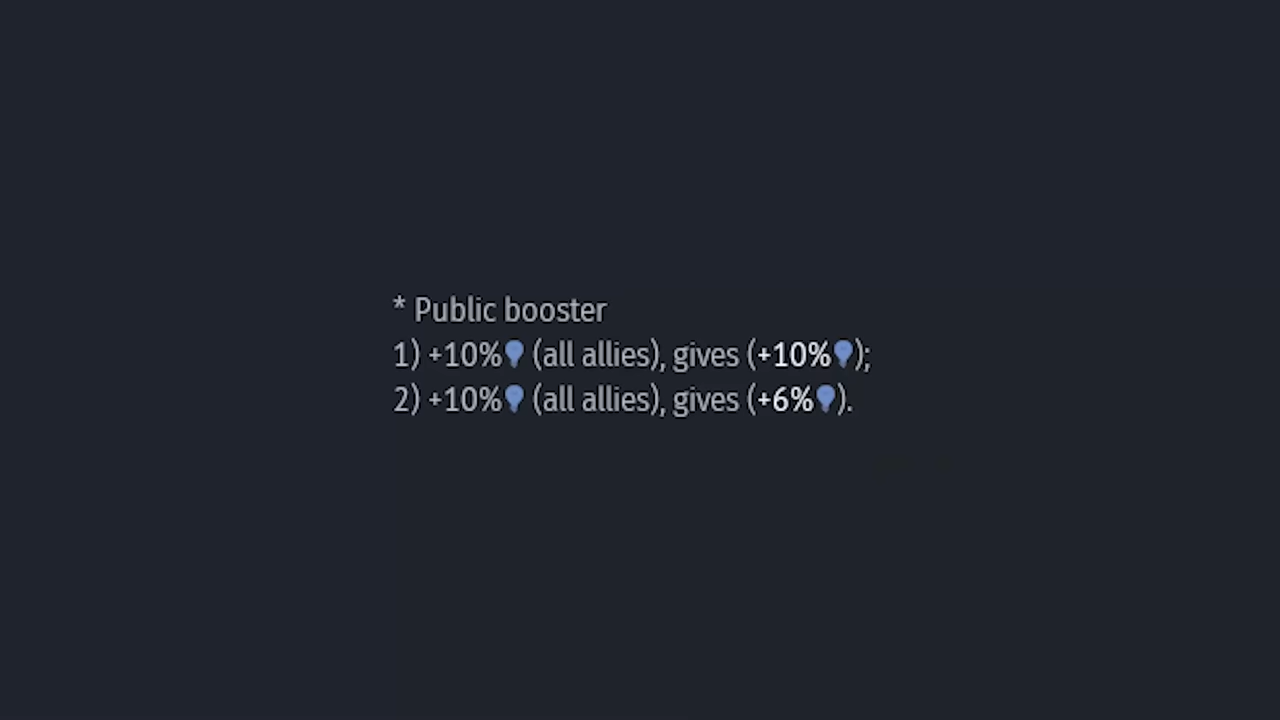 * Public booster
1) +10% (all allies), gives (+10%);
2) +10% (all allies), gives (+6%).